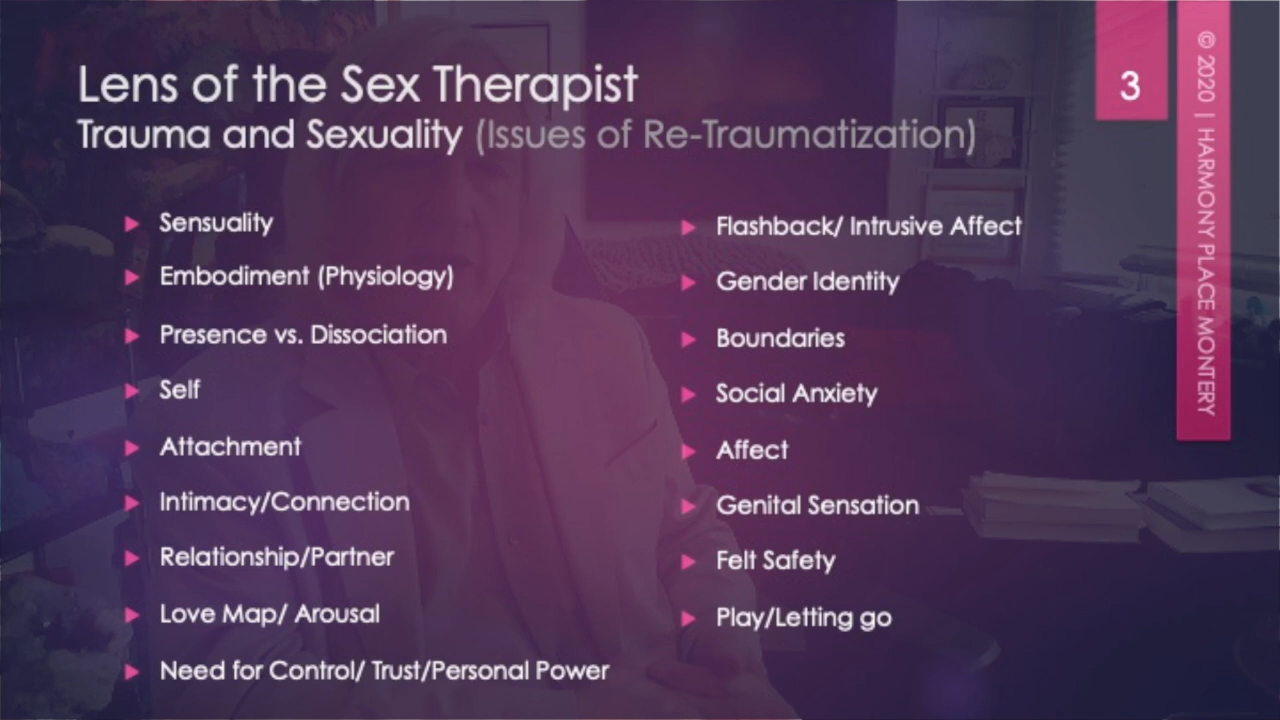 Lens of the Sex Therapist
Trauma and Sexuality (Issues of Re-Traumatization)
Sensuality
Embodiment (Physiology)
Presence vs. Dissociation
Self
Attachment
Intimacy/Connection
Relationship/Partner
Love Map/ Arousal
Need for Control/ Trust/Personal Power
Flashback/ Intrusive Affect
Gender Identity
Boundaries
Social Anxiety
Affect
Genital Sensation
Felt Safety
Play/Letting go
3
© 2020 | HARMONY PLACE MONTERY